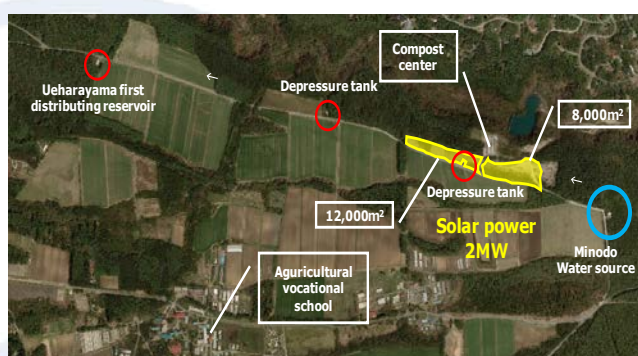 Compost
center
Ueharayama first
distributing reservoir
Depressure tank
8,000m²
Depressure tank
12,000m²
Solar power
2MW
Minodo
Water source
Aguricultural
vocational
school